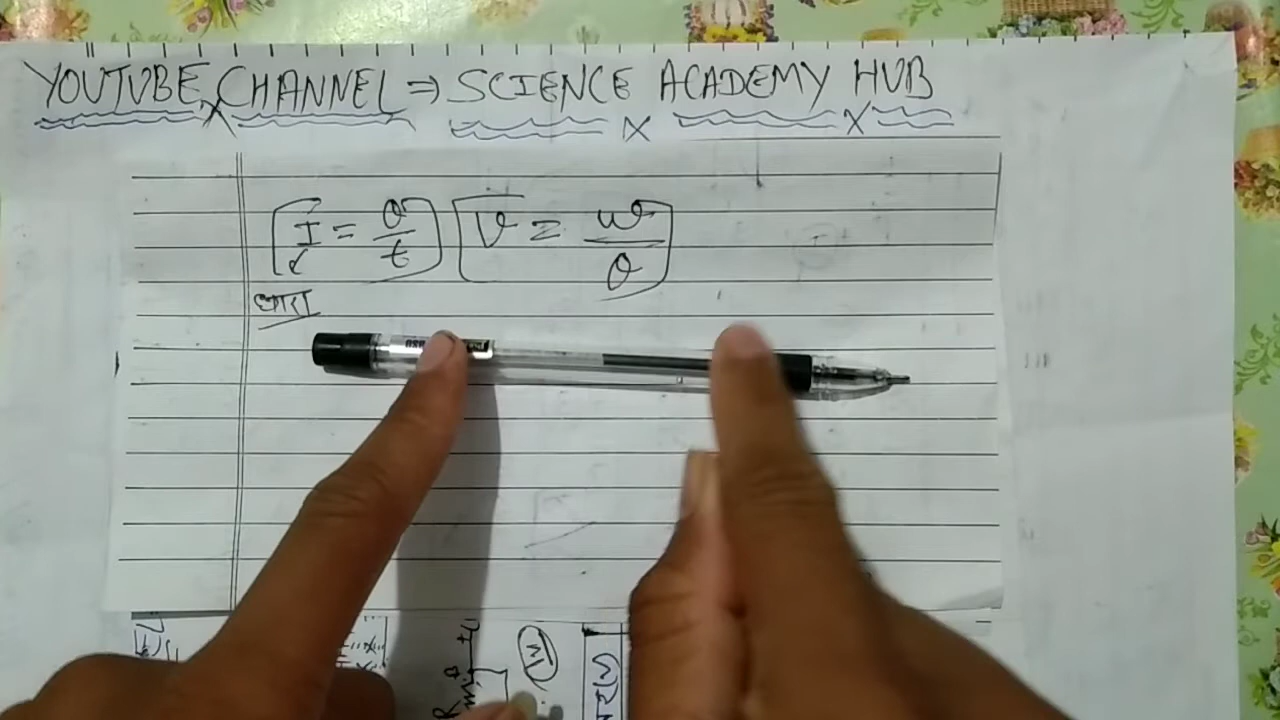 YOUTUBE CHANNEL ⇒ SCIENCE ACADEMY HUB
I = Q/t V = W/Q
धारा
(W)